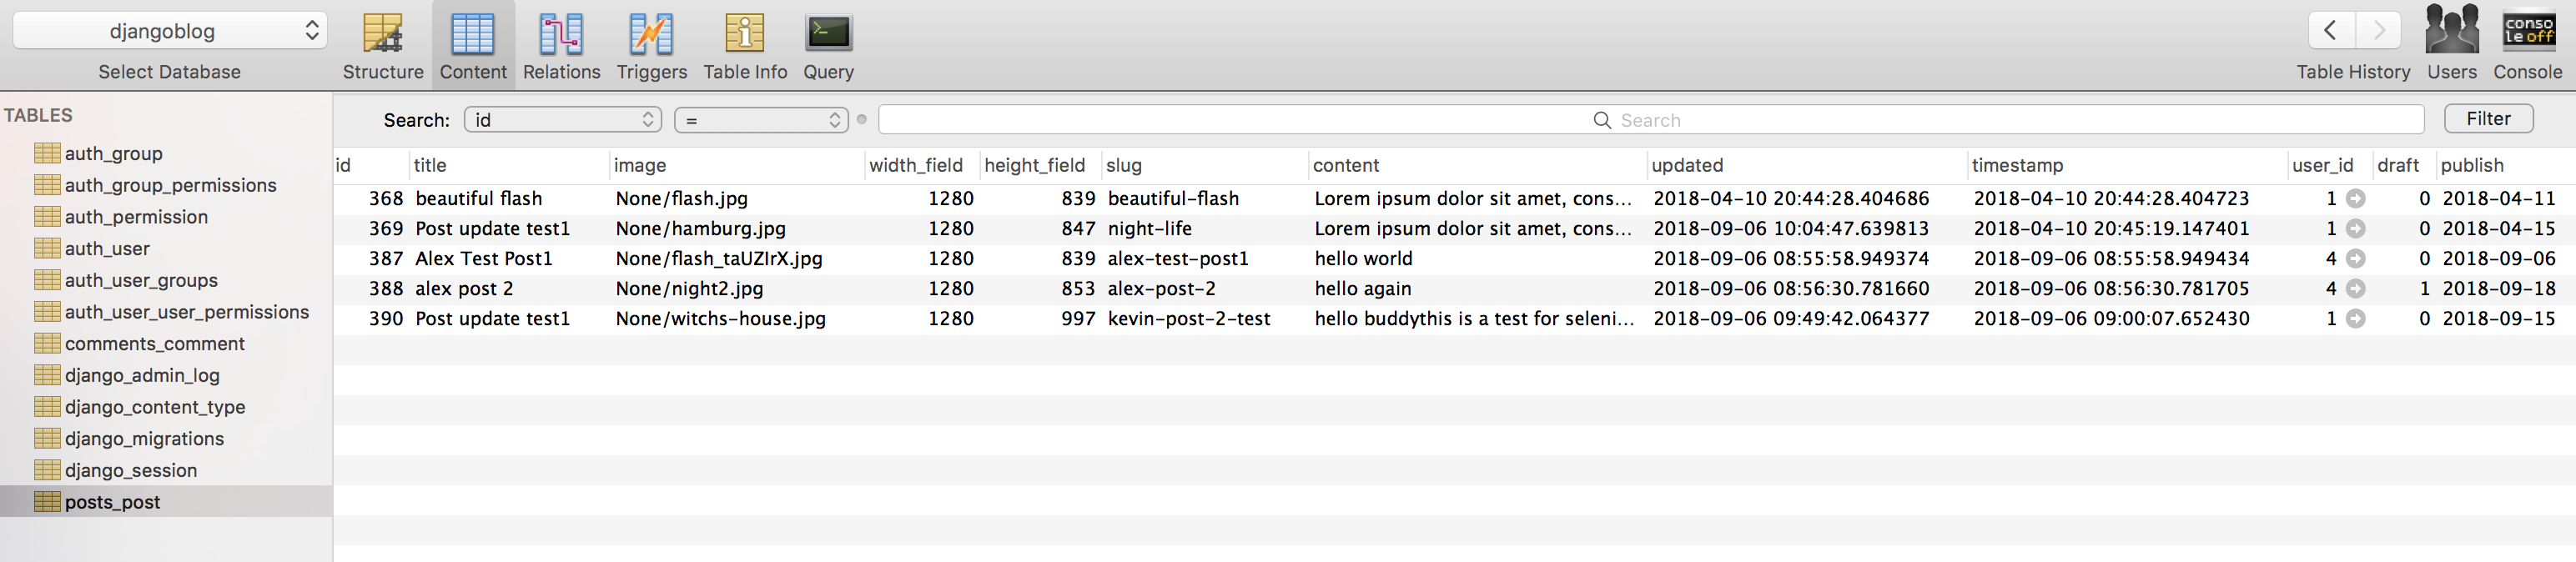 djangoblog
Select Database Structure Content Relations Triggers Table Info Query Table History Users Console
conso
le off
TABLES
auth_group
auth_group_permissions
auth_permission
auth_user
auth_user_groups
auth_user_user_permissions
comments_comment
django_admin_log
django_content_type
django_migrations
django_session
posts_post
Search: id = Search Filter
id title image width_field height_field slug content updated timestamp user_id draft publish
368 beautiful flash None/flash.jpg 1280 839 beautiful-flash Lorem ipsum dolor sit amet, cons... 2018-04-10 20:44:28.404686 2018-04-10 20:44:28.404723 1 0 2018-04-11
369 Post update test1 None/hamburg.jpg 1280 847 night-life Lorem ipsum dolor sit amet, cons... 2018-09-06 10:04:47.639813 2018-04-10 20:45:19.147401 1 0 2018-04-15
387 Alex Test Post1 None/flash_taUZIrX.jpg 1280 839 alex-test-post1 hello world 2018-09-06 08:55:58.949374 2018-09-06 08:55:58.949434 4 0 2018-09-06
388 alex post 2 None/night2.jpg 1280 853 alex-post-2 hello again 2018-09-06 08:56:30.781660 2018-09-06 08:56:30.781705 4 1 2018-09-18
390 Post update test1 None/witchs-house.jpg 1280 997 kevin-post-2-test hello buddythis is a test for seleni... 2018-09-06 09:49:42.064377 2018-09-06 09:00:07.652430 1 0 2018-09-15